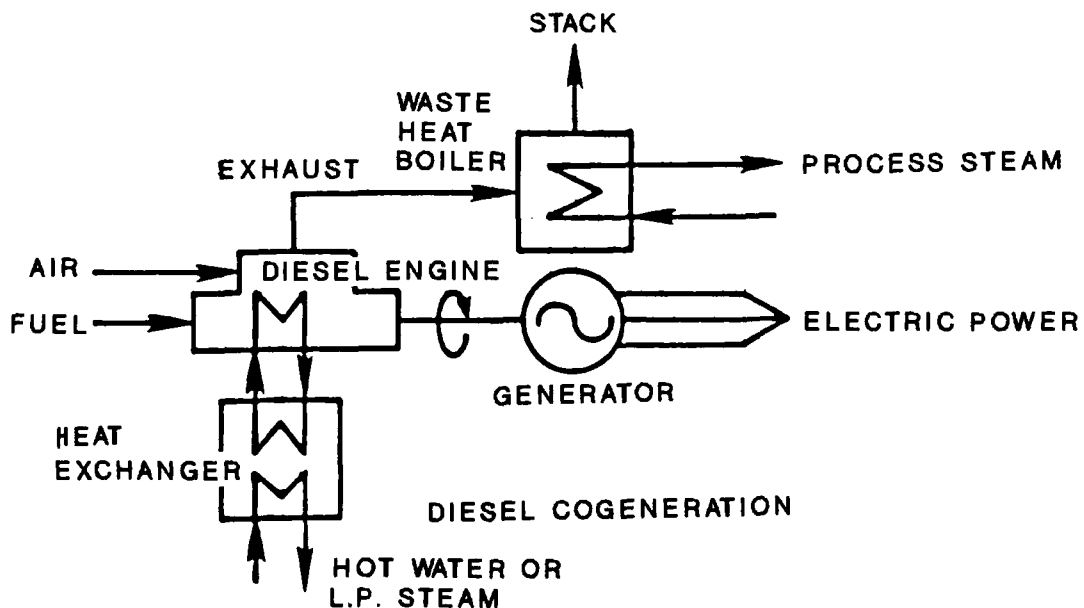 STACK
WASTE
HEAT
BOILER
EXHAUST
PROCESS STEAM
AIR
DIESEL ENGINE
FUEL
ELECTRIC POWER
GENERATOR
HEAT
EXCHANGER
DIESEL COGENERATION
HOT WATER OR
L.P. STEAM